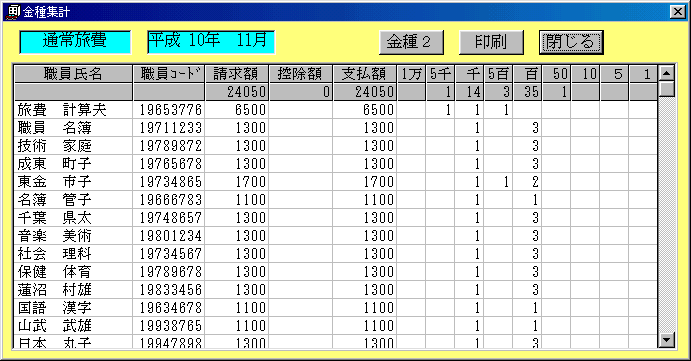 金種集計
通常旅費 平成 10年 11月 金種２ 印刷 閉じる
職員氏名 職員ｺｰﾄﾞ 請求額 控除額 支払額 1万 5千 千 5百 百 50 10 5 1
24050 0 24050 1 14 3 35 1
旅費 計算夫 19653776 6500 6500 1 1 1
職員 名簿 19711233 1300 1300 1 3
技術 家庭 19789872 1300 1300 1 3
成東 町子 19765678 1300 1300 1 3
東金 市子 19734865 1700 1700 1 1 2
名簿 管子 19666783 1100 1100 1 1
千葉 県太 19748657 1300 1300 1 3
音楽 美術 19801234 1300 1300 1 3
社会 理科 19734567 1300 1300 1 3
保健 体育 19789678 1300 1300 1 3
蓮沼 村雄 19833456 1300 1300 1 3
国語 漢字 19634678 1100 1100 1 1
山武 武雄 19938765 1100 1100 1 1
日本 丸子 19947898 1300 1300 1 3